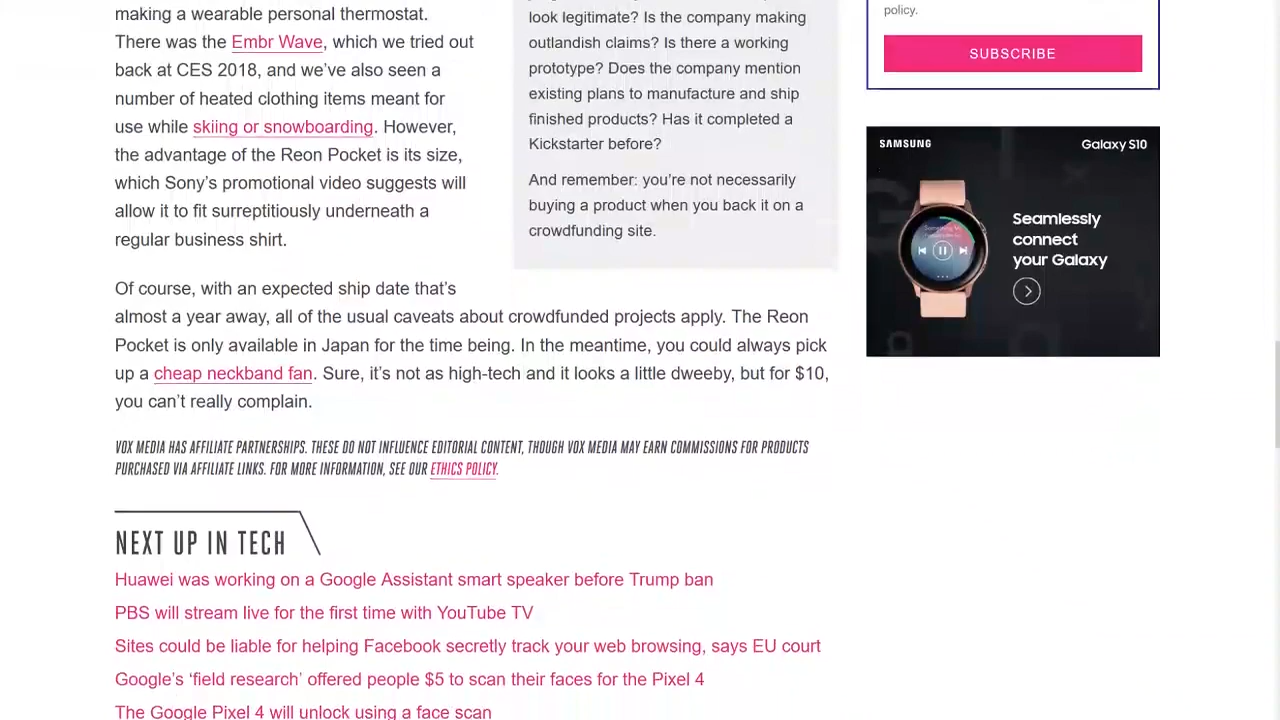 making a wearable personal thermostat.
There was the Embr Wave, which we tried out
back at CES 2018, and we've also seen a
number of heated clothing items meant for
use while skiing or snowboarding. However,
the advantage of the Reon Pocket is its size,
which Sony's promotional video suggests will
allow it to fit surreptitiously underneath a
regular business shirt.
look legitimate? Is the company making
outlandish claims? Is there a working
prototype? Does the company mention
existing plans to manufacture and ship
finished products? Has it completed a
Kickstarter before?
And remember: you're not necessarily
buying a product when you back it on a
crowdfunding site.
Of course, with an expected ship date that's
almost a year away, all of the usual caveats about crowdfunded projects apply. The Reon
Pocket is only available in Japan for the time being. In the meantime, you could always pick
up a cheap neckband fan. Sure, it's not as high-tech and it looks a little dweeby, but for $10,
you can't really complain.
VOX MEDIA HAS AFFILIATE PARTNERSHIPS. THESE DO NOT INFLUENCE EDITORIAL CONTENT, THOUGH VOX MEDIA MAY EARN COMMISSIONS FOR PRODUCTS
PURCHASED VIA AFFILIATE LINKS. FOR MORE INFORMATION, SEE OUR ETHICS POLICY.
NEXT UP IN TECH
Huawei was working on a Google Assistant smart speaker before Trump ban
PBS will stream live for the first time with YouTube TV
Sites could be liable for helping Facebook secretly track your web browsing, says EU court
Google's 'field research' offered people $5 to scan their faces for the Pixel 4
The Google Pixel 4 will unlock using a face scan
policy.
SUBSCRIBE
SAMSUNG
Galaxy S10
Seamlessly
connect
your Galaxy